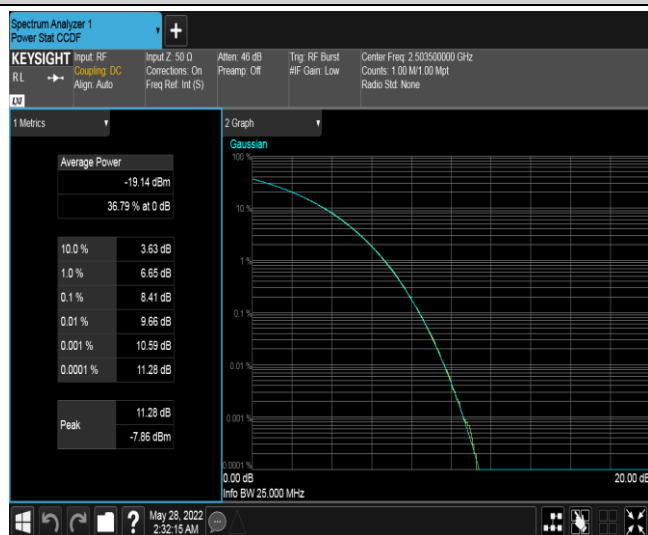 Spectrum Analyzer 1
Power Stat CCDF
+
KEYSIGHT
RL
LXI
Input: RF
Coupling: DC
Align: Auto
Input Z: 50 Ω
Corrections: On
Freq Ref: Int (S)
Atten: 46 dB
Preamp: Off
Trig: RF Burst
#IF Gain: Low
Center Freq: 2.503500000 GHz
Counts: 1.00 M/1.00 Mpt
Radio Std: None
1 Metrics
Average Power
-19.14 dBm
36.79 % at 0 dB
10.0 % 3.63 dB
1.0 % 6.65 dB
0.1 % 8.41 dB
0.01 % 9.66 dB
0.001 % 10.59 dB
0.0001 % 11.28 dB
Peak
11.28 dB
-7.86 dBm
2 Graph
Gaussian
100 %
10 %
1 %
0.1 %
0.01 %
0.001 %
0.0001 %
0.00 dB 20.00 dB
Info BW 25.000 MHz
?
May 28, 2022
2:32:15 AM